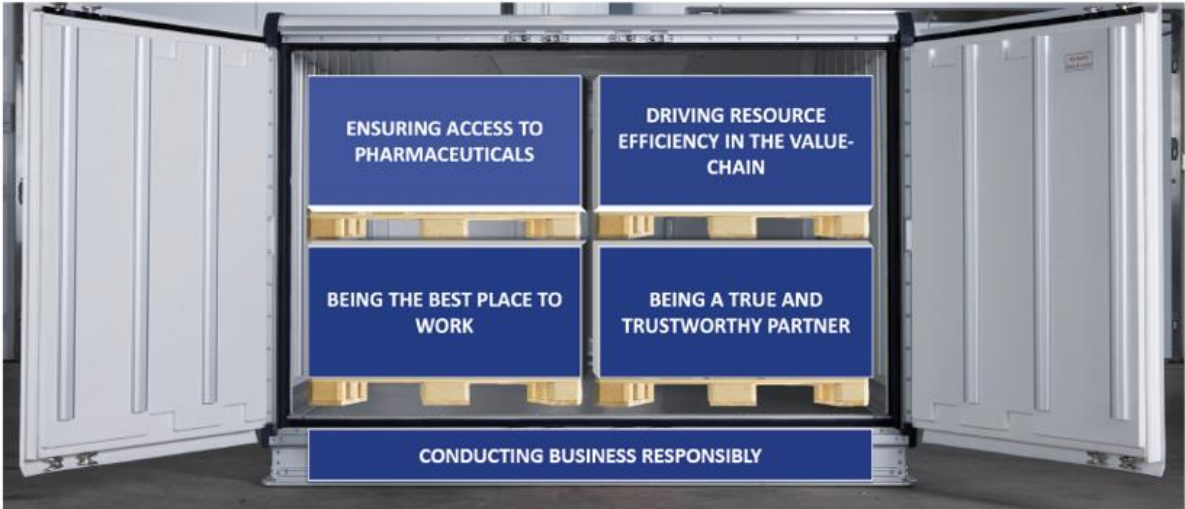 ENSURING ACCESS TO
PHARMACEUTICALS
DRIVING RESOURCE
EFFICIENCY IN THE VALUE-
CHAIN
BEING THE BEST PLACE TO
WORK
BEING A TRUE AND
TRUSTWORTHY PARTNER
CONDUCTING BUSINESS RESPONSIBLY